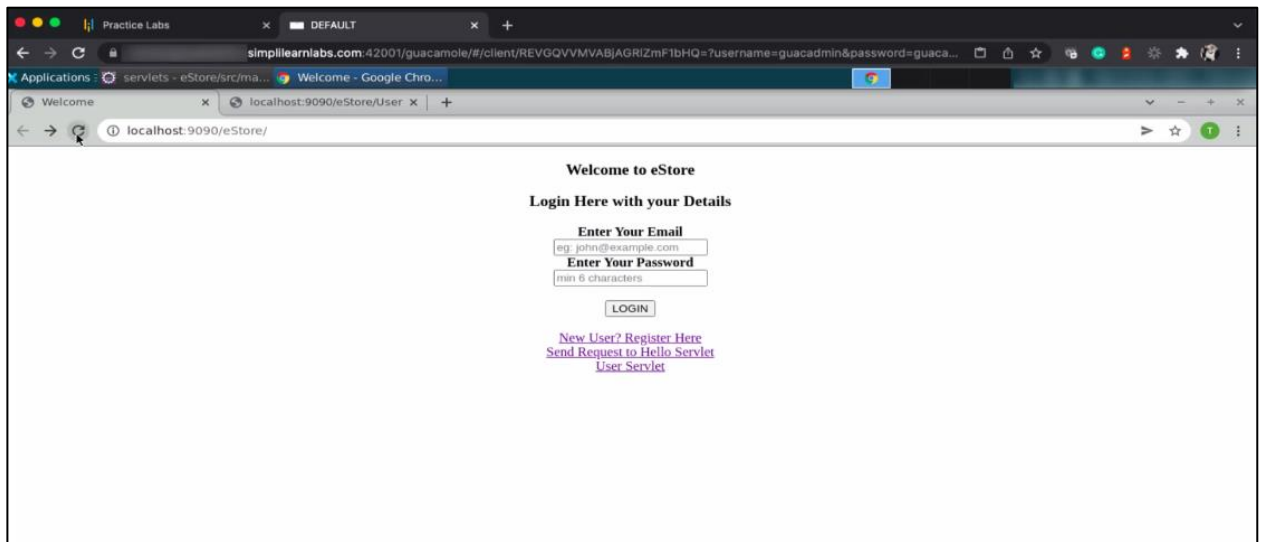 Practice Labs
DEFAULT
simplilearnlabs.com:42001/guacamole/#/client/REVGQVVMVABjAGRlZmF1bHQ=?username=guacadmin&password=guaca...
Applications
servlets - eStore/src/ma...
Welcome - Google Chro...
Welcome
localhost:9090/eStore/User
localhost:9090/eStore/
T
Welcome to eStore
Login Here with your Details
Enter Your Email
eg: john@example.com
Enter Your Password
min 6 characters
LOGIN
New User? Register Here
Send Request to Hello Servlet
User Servlet